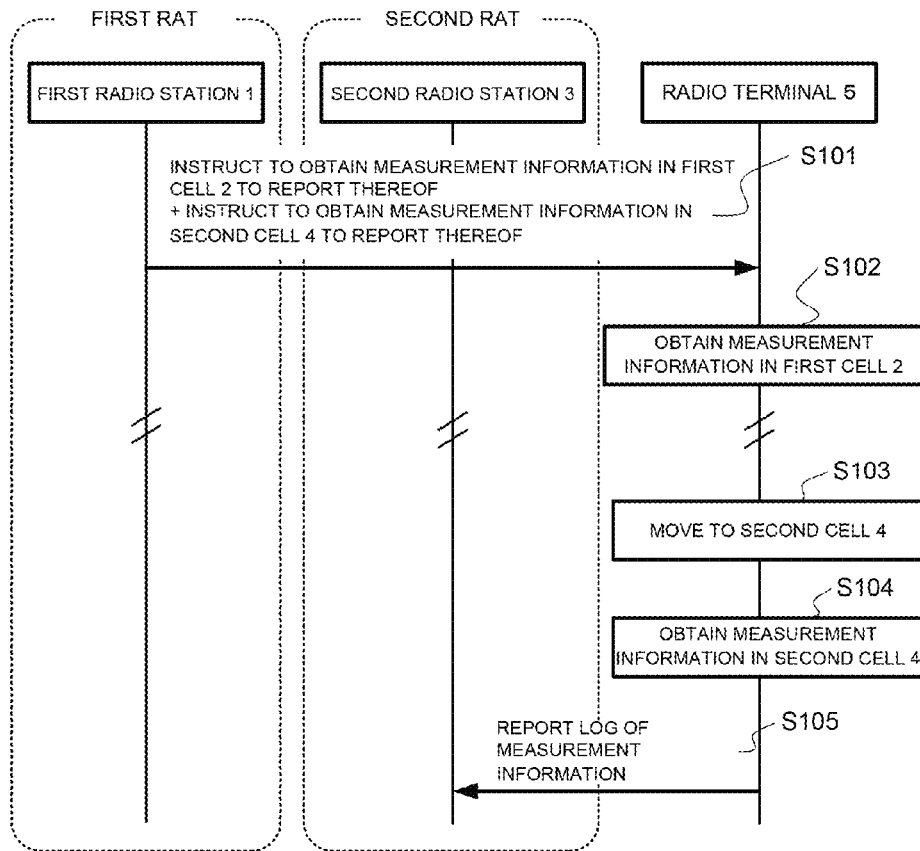 FIRST RAT
SECOND RAT
FIRST RADIO STATION 1
SECOND RADIO STATION 3
RADIO TERMINAL 5
INSTRUCT TO OBTAIN MEASUREMENT INFORMATION IN FIRST
CELL 2 TO REPORT THEREOF
+ INSTRUCT TO OBTAIN MEASUREMENT INFORMATION IN
SECOND CELL 4 TO REPORT THEREOF
S101
S102
OBTAIN MEASUREMENT
INFORMATION IN FIRST CELL 2
S103
MOVE TO SECOND CELL 4
S104
OBTAIN MEASUREMENT
INFORMATION IN SECOND CELL 4
S105
REPORT LOG OF
MEASUREMENT
INFORMATION